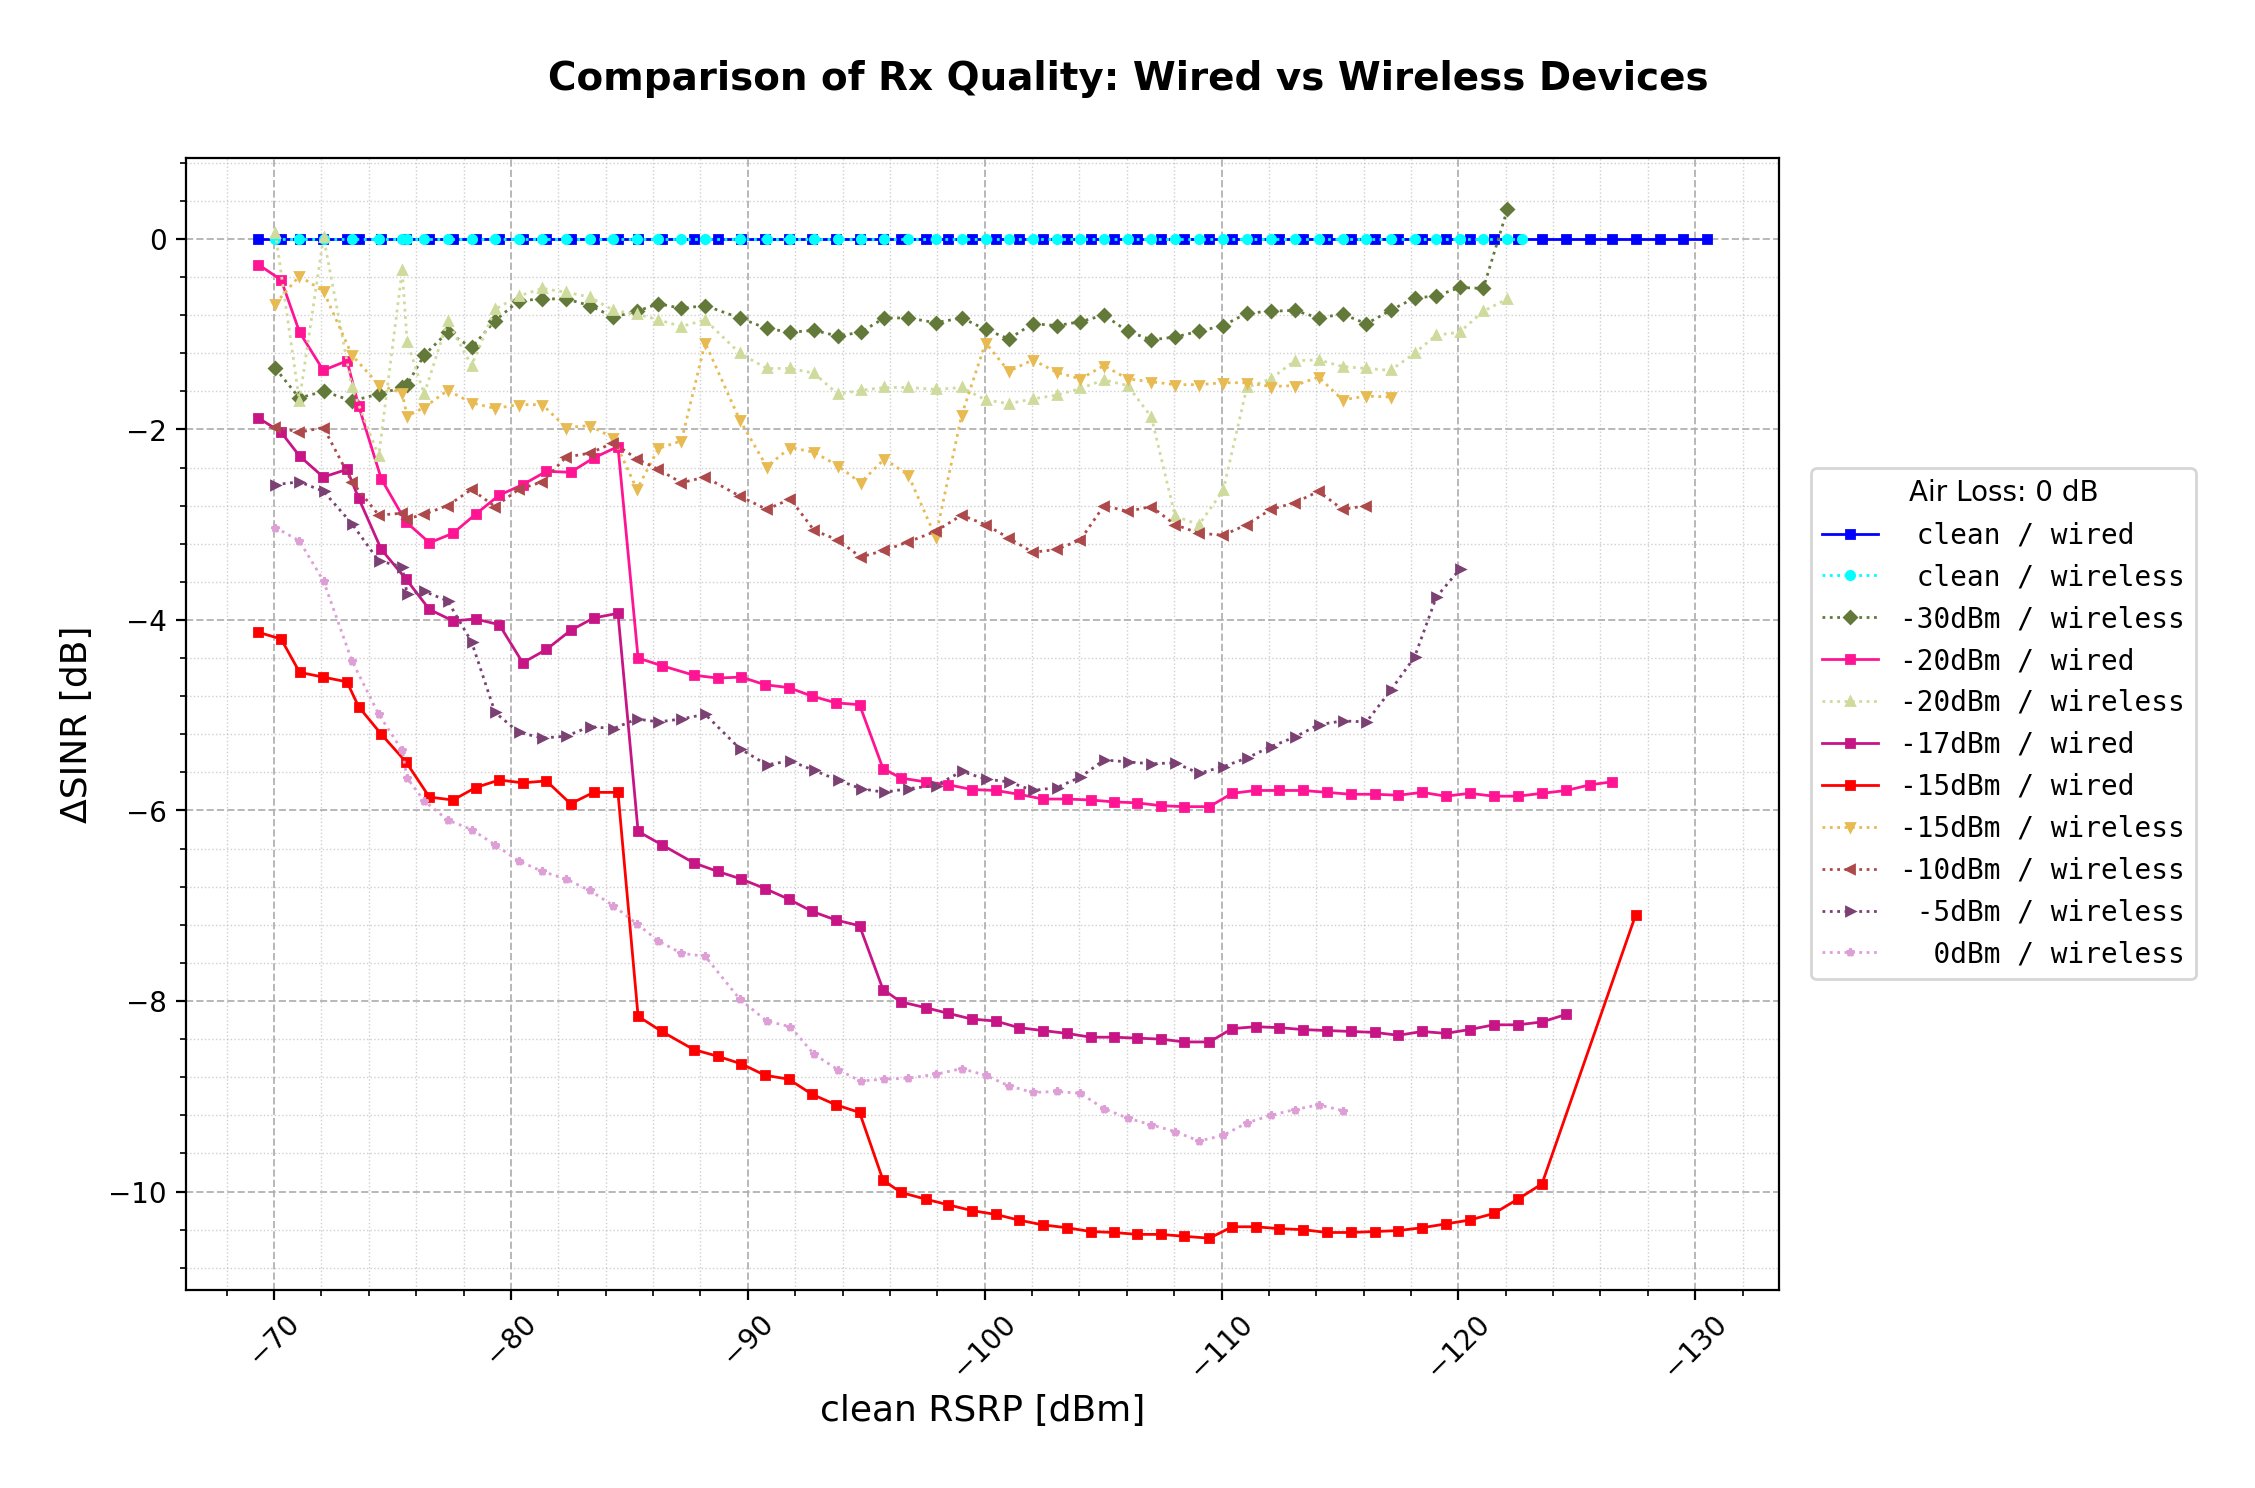 Comparison of Rx Quality: Wired vs Wireless Devices
ΔSINR [dB]
0
−2
−4
−6
−8
−10
−70
−80
−90
−100
−110
−120
−130
clean RSRP [dBm]
Air Loss: 0 dB
clean / wired
clean / wireless
-30dBm / wireless
-20dBm / wired
-20dBm / wireless
-17dBm / wired
-15dBm / wired
-15dBm / wireless
-10dBm / wireless
-5dBm / wireless
0dBm / wireless